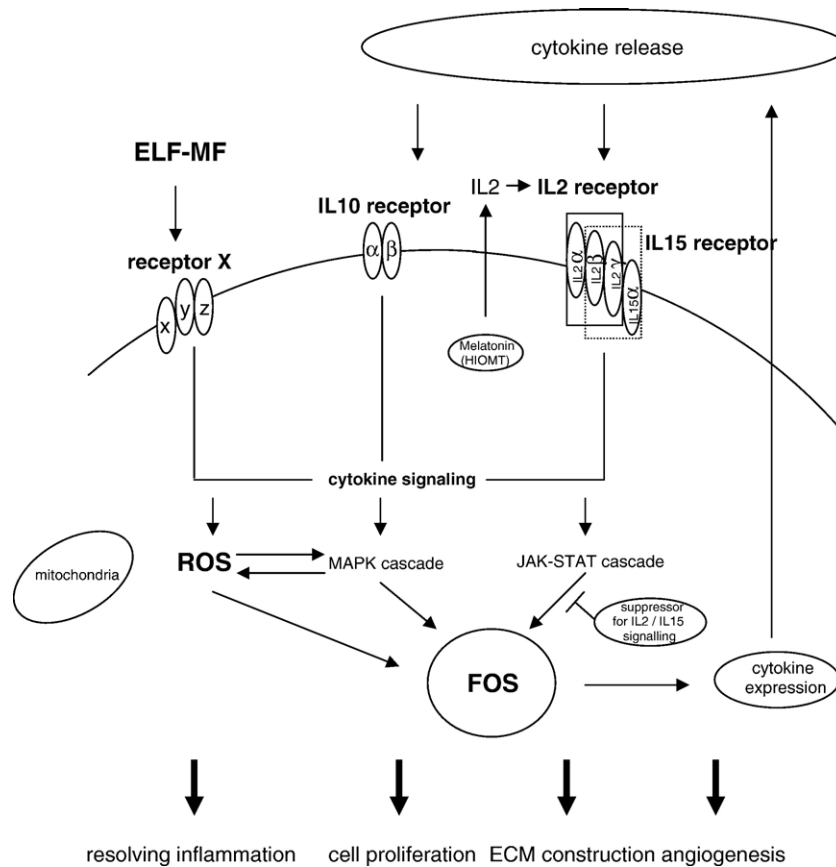 cytokine release
ELF-MF
IL2
IL2 receptor
IL10 receptor
α
β
IL15 receptor
receptor X
x
y
z
IL2α
IL2β
IL2γ
IL15α
Melatonin
(HIOMT)
cytokine signaling
mitochondria
ROS
MAPK cascade
JAK-STAT cascade
suppressor
for IL2 / IL15
signalling
FOS
cytokine
expression
resolving inflammation
cell proliferation
ECM construction
angiogenesis